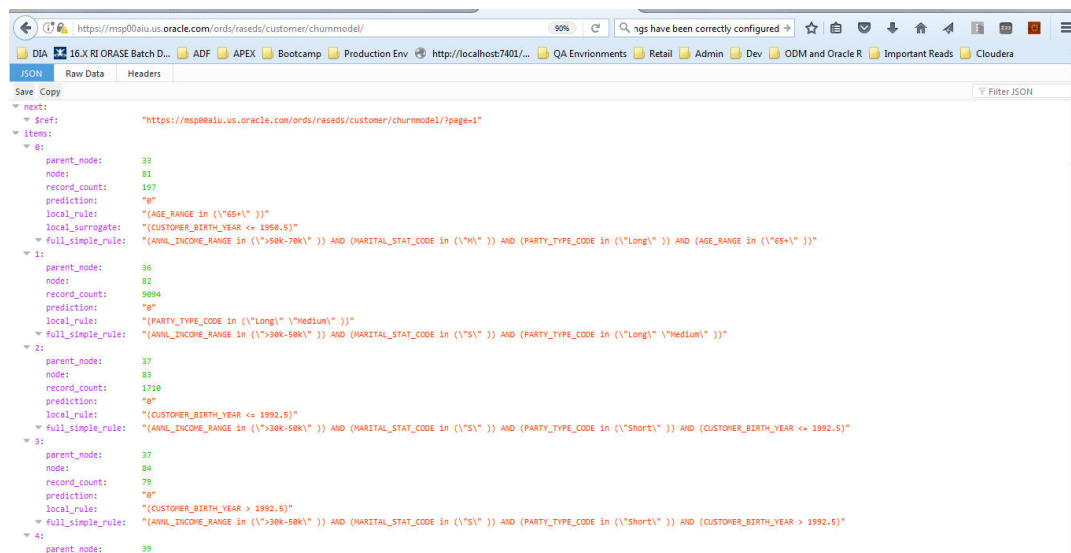 https://msp00aiu.us.oracle.com/ords/raseds/customer/churnmodel/ 90% ngs have been correctly configured
DIA 16.X RI ORASE Batch D... ADF APEX Bootcamp Production Env http://localhost:7401/... QA Envrionments Retail Admin Dev ODM and Oracle R Important Reads Cloudera
JSON Raw Data Headers
Save Copy Filter JSON
next:
$ref: "https://msp00aiu.us.oracle.com/ords/raseds/customer/churnmodel/?page=1"
items:
0:
parent_node: 33
node: 81
record_count: 197
prediction: "0"
local_rule: "(AGE_RANGE in (\"65+\" ))"
local_surrogate: "(CUSTOMER_BIRTH_YEAR <= 1950.5)"
full_simple_rule: "(ANNL_INCOME_RANGE in (\">50k-70k\" )) AND (MARITAL_STAT_CODE in (\"M\" )) AND (PARTY_TYPE_CODE in (\"Long\" )) AND (AGE_RANGE in (\"65+\" ))"
1:
parent_node: 36
node: 82
record_count: 9094
prediction: "0"
local_rule: "(PARTY_TYPE_CODE in (\"Long\" \"Medium\" ))"
full_simple_rule: "(ANNL_INCOME_RANGE in (\">30k-50k\" )) AND (MARITAL_STAT_CODE in (\"S\" )) AND (PARTY_TYPE_CODE in (\"Long\" \"Medium\" ))"
2:
parent_node: 37
node: 83
record_count: 1710
prediction: "0"
local_rule: "(CUSTOMER_BIRTH_YEAR <= 1992.5)"
full_simple_rule: "(ANNL_INCOME_RANGE in (\">30k-50k\" )) AND (MARITAL_STAT_CODE in (\"S\" )) AND (PARTY_TYPE_CODE in (\"Short\" )) AND (CUSTOMER_BIRTH_YEAR <= 1992.5)"
3:
parent_node: 37
node: 84
record_count: 79
prediction: "0"
local_rule: "(CUSTOMER_BIRTH_YEAR > 1992.5)"
full_simple_rule: "(ANNL_INCOME_RANGE in (\">30k-50k\" )) AND (MARITAL_STAT_CODE in (\"S\" )) AND (PARTY_TYPE_CODE in (\"Short\" )) AND (CUSTOMER_BIRTH_YEAR > 1992.5)"
4:
parent_node: 39